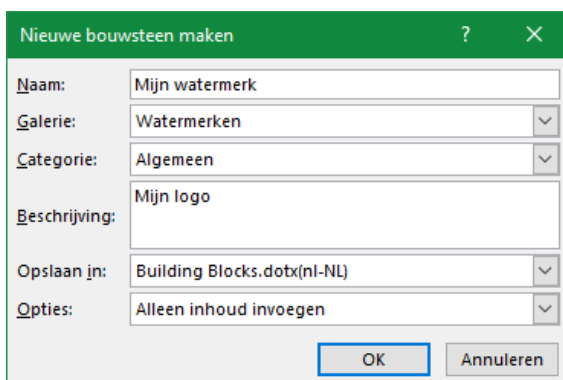 Nieuwe bouwsteen maken ? ×
Naam: Mijn watermerk
Galerie: Watermerken
Categorie: Algemeen
Beschrijving: Mijn logo
Opslaan in: Building Blocks.dotx(nl-NL)
Opties: Alleen inhoud invoegen
OK Annuleren